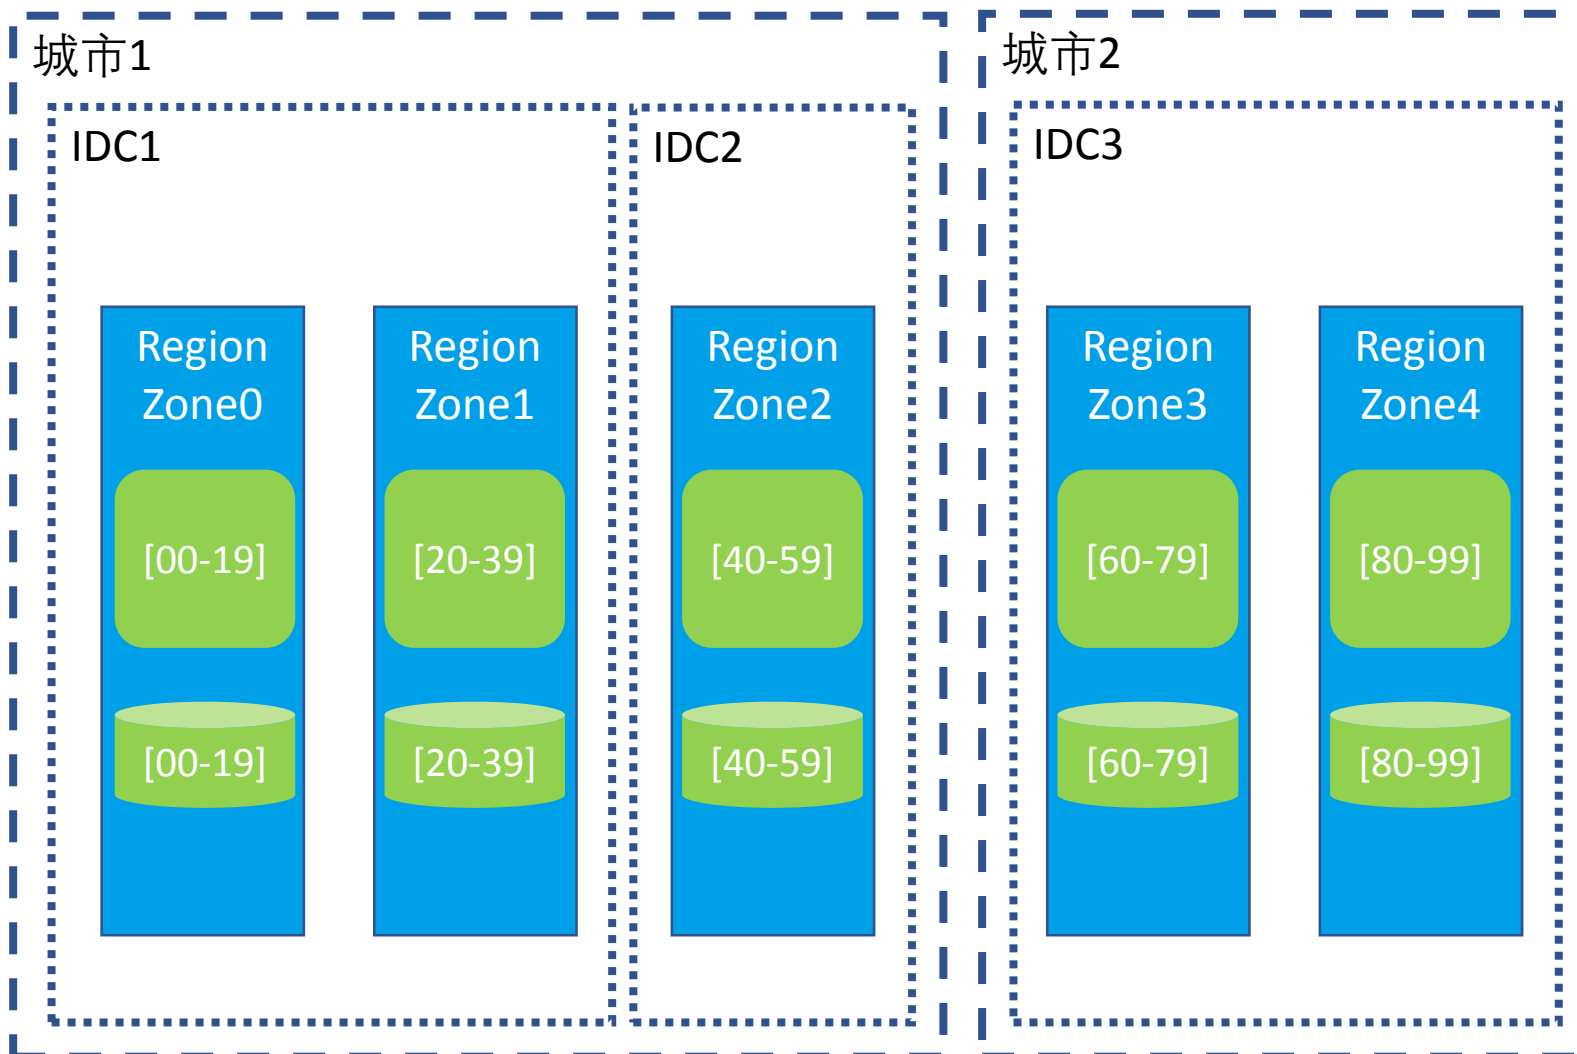 城市1
城市2
IDC1
IDC2
IDC3
Region
Zone0
Region
Zone1
Region
Zone2
Region
Zone3
Region
Zone4
[00-19]
[20-39]
[40-59]
[60-79]
[80-99]
[00-19]
[20-39]
[40-59]
[60-79]
[80-99]